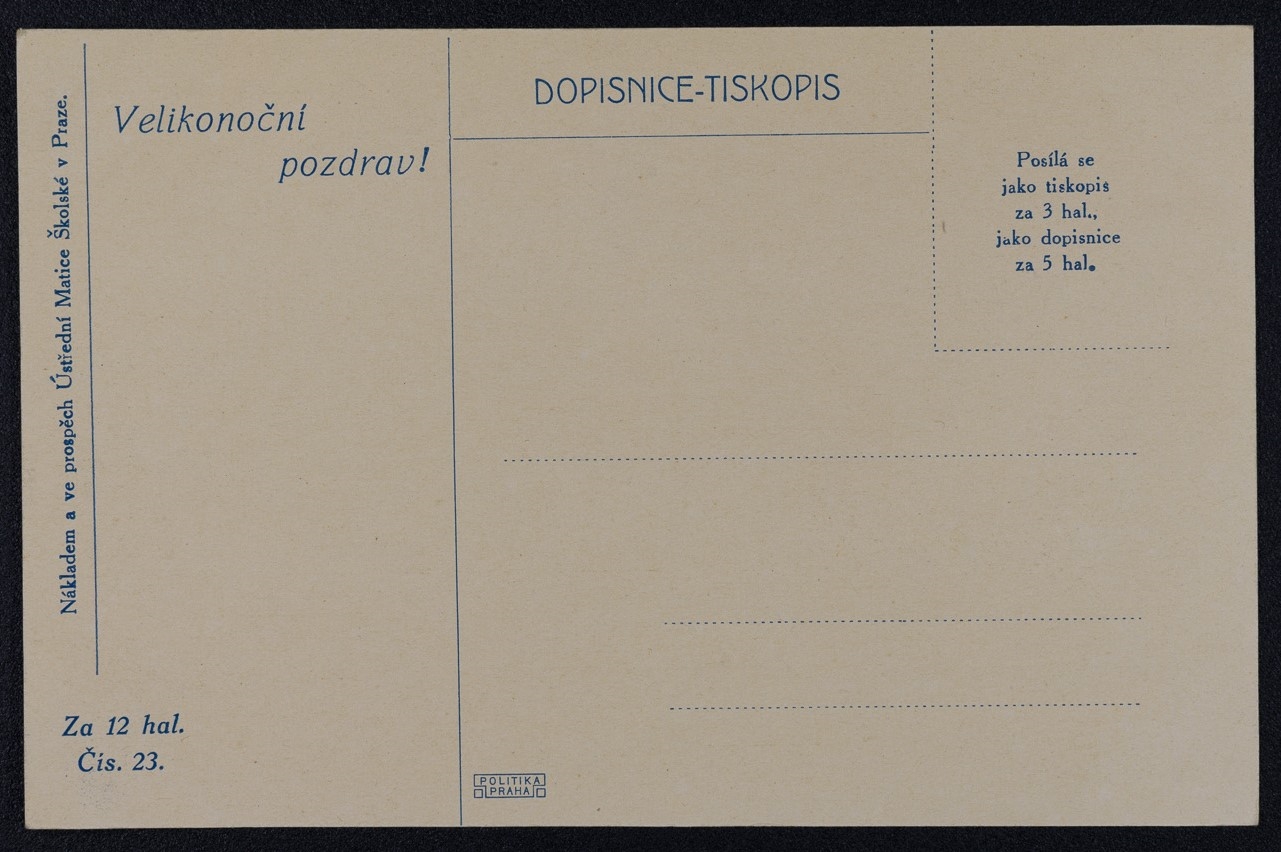 Nákladem a ve prospěch Ústřední Matice Školské v Praze.
Velikonoční
pozdrav!
Za 12 hal.
Čís. 23.
DOPISNICE-TISKOPIS
Posílá se
jako tiskopis
za 3 hal.,
jako dopisnice
za 5 hal.
POLITIKA
PRAHA